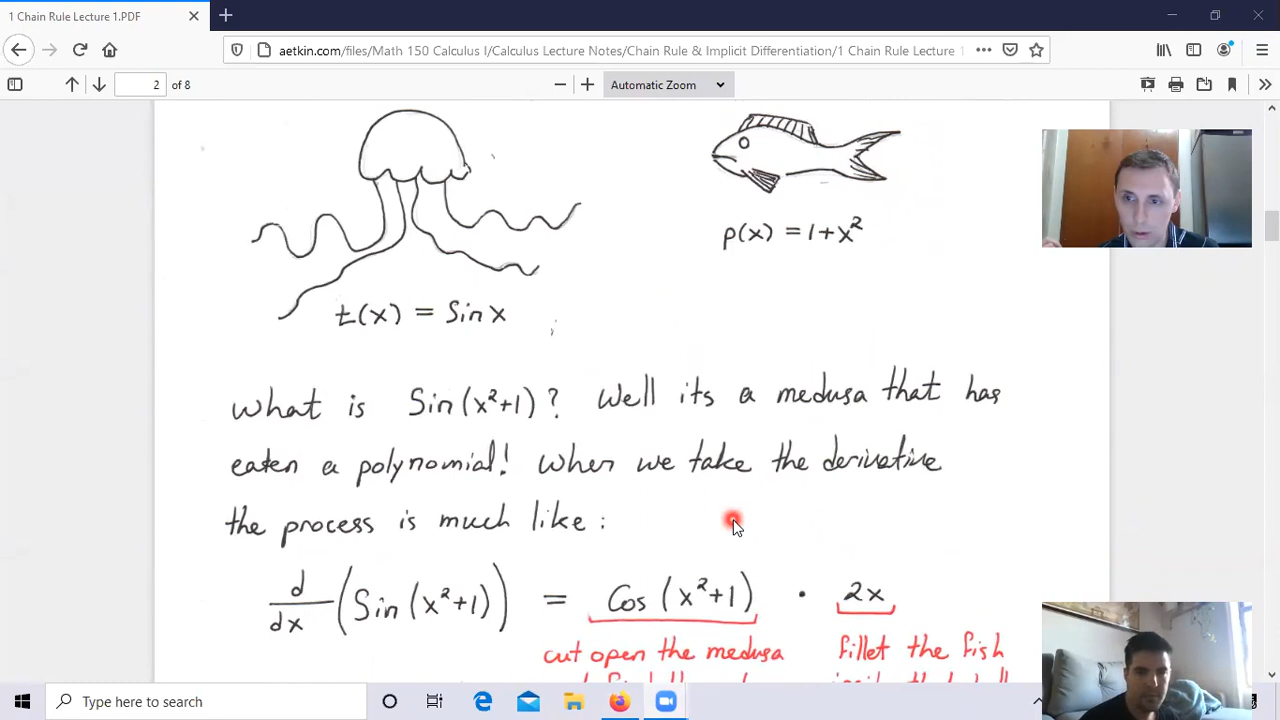 1 Chain Rule Lecture 1.PDF
aetkin.com/files/Math 150 Calculus I/Calculus Lecture Notes/Chain Rule & Implicit Differentiation/1 Chain Rule Lecture 1
2 of 8
Automatic Zoom
p(x) = 1+x²
t(x) = Sin x
What is Sin(x²+1)? Well its a medusa that has
eaten a polynomial! When we take the derivative
the process is much like:
d/dx (Sin(x²+1)) = Cos(x²+1) · 2x
cut open the medusa fillet the fish
Type here to search